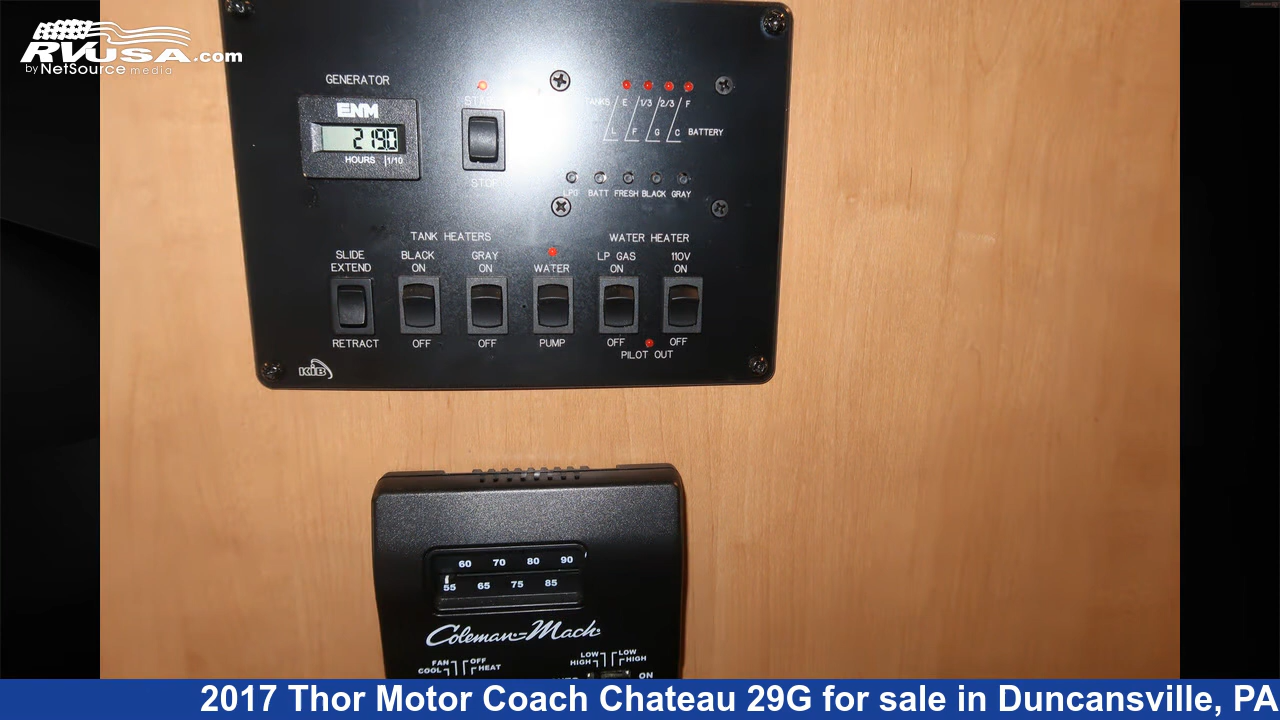 RVUSA.com
by NetSource media
GENERATOR
ENM
219.0
HOURS 1/10
START
STOP
TANKS E 1/3 2/3 F
L F G C BATTERY
LPG BATT FRESH BLACK GRAY
TANK HEATERS
WATER HEATER
SLIDE EXTEND
BLACK ON
GRAY ON
WATER
LP GAS ON
110V ON
RETRACT
OFF
OFF
PUMP
OFF
OFF
PILOT OUT
KIB
60 70 80 90
55 65 75 85
Coleman-Mach
FAN
COOL
OFF
HEAT
LOW
HIGH
LOW
HIGH
ON
2017 Thor Motor Coach Chateau 29G for sale in Duncansville, PA